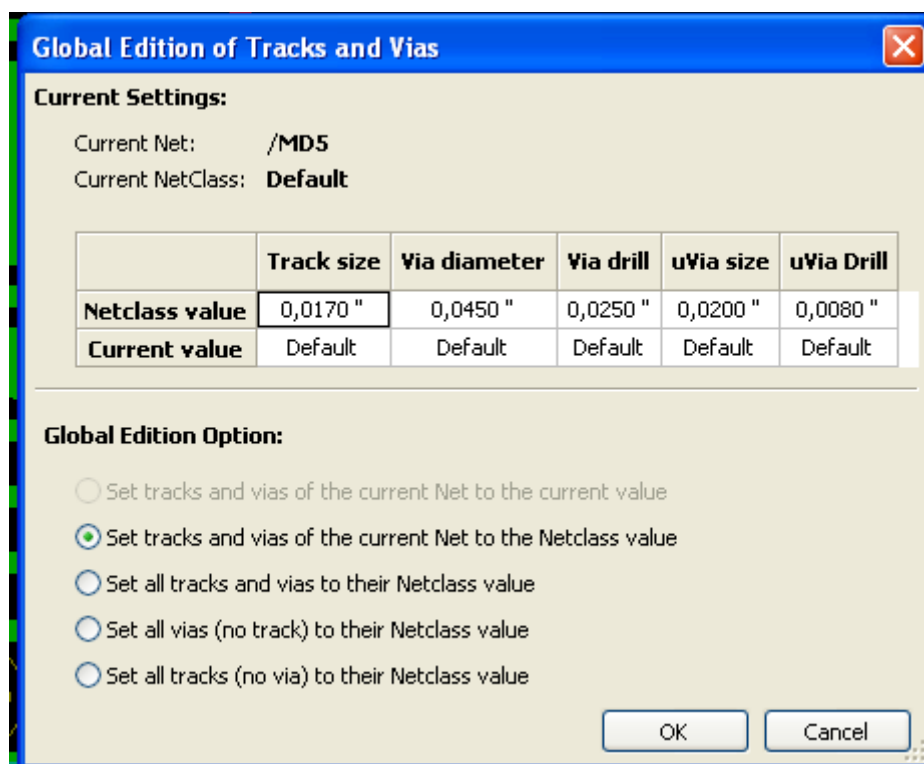 Global Edition of Tracks and Vias
Current Settings:
Current Net: /MD5
Current NetClass: Default
Track size Via diameter Via drill uVia size uVia Drill
Netclass value 0,0170 " 0,0450 " 0,0250 " 0,0200 " 0,0080 "
Current value Default Default Default Default Default
Global Edition Option:
Set tracks and vias of the current Net to the current value
Set tracks and vias of the current Net to the Netclass value
Set all tracks and vias to their Netclass value
Set all vias (no track) to their Netclass value
Set all tracks (no via) to their Netclass value
OK Cancel